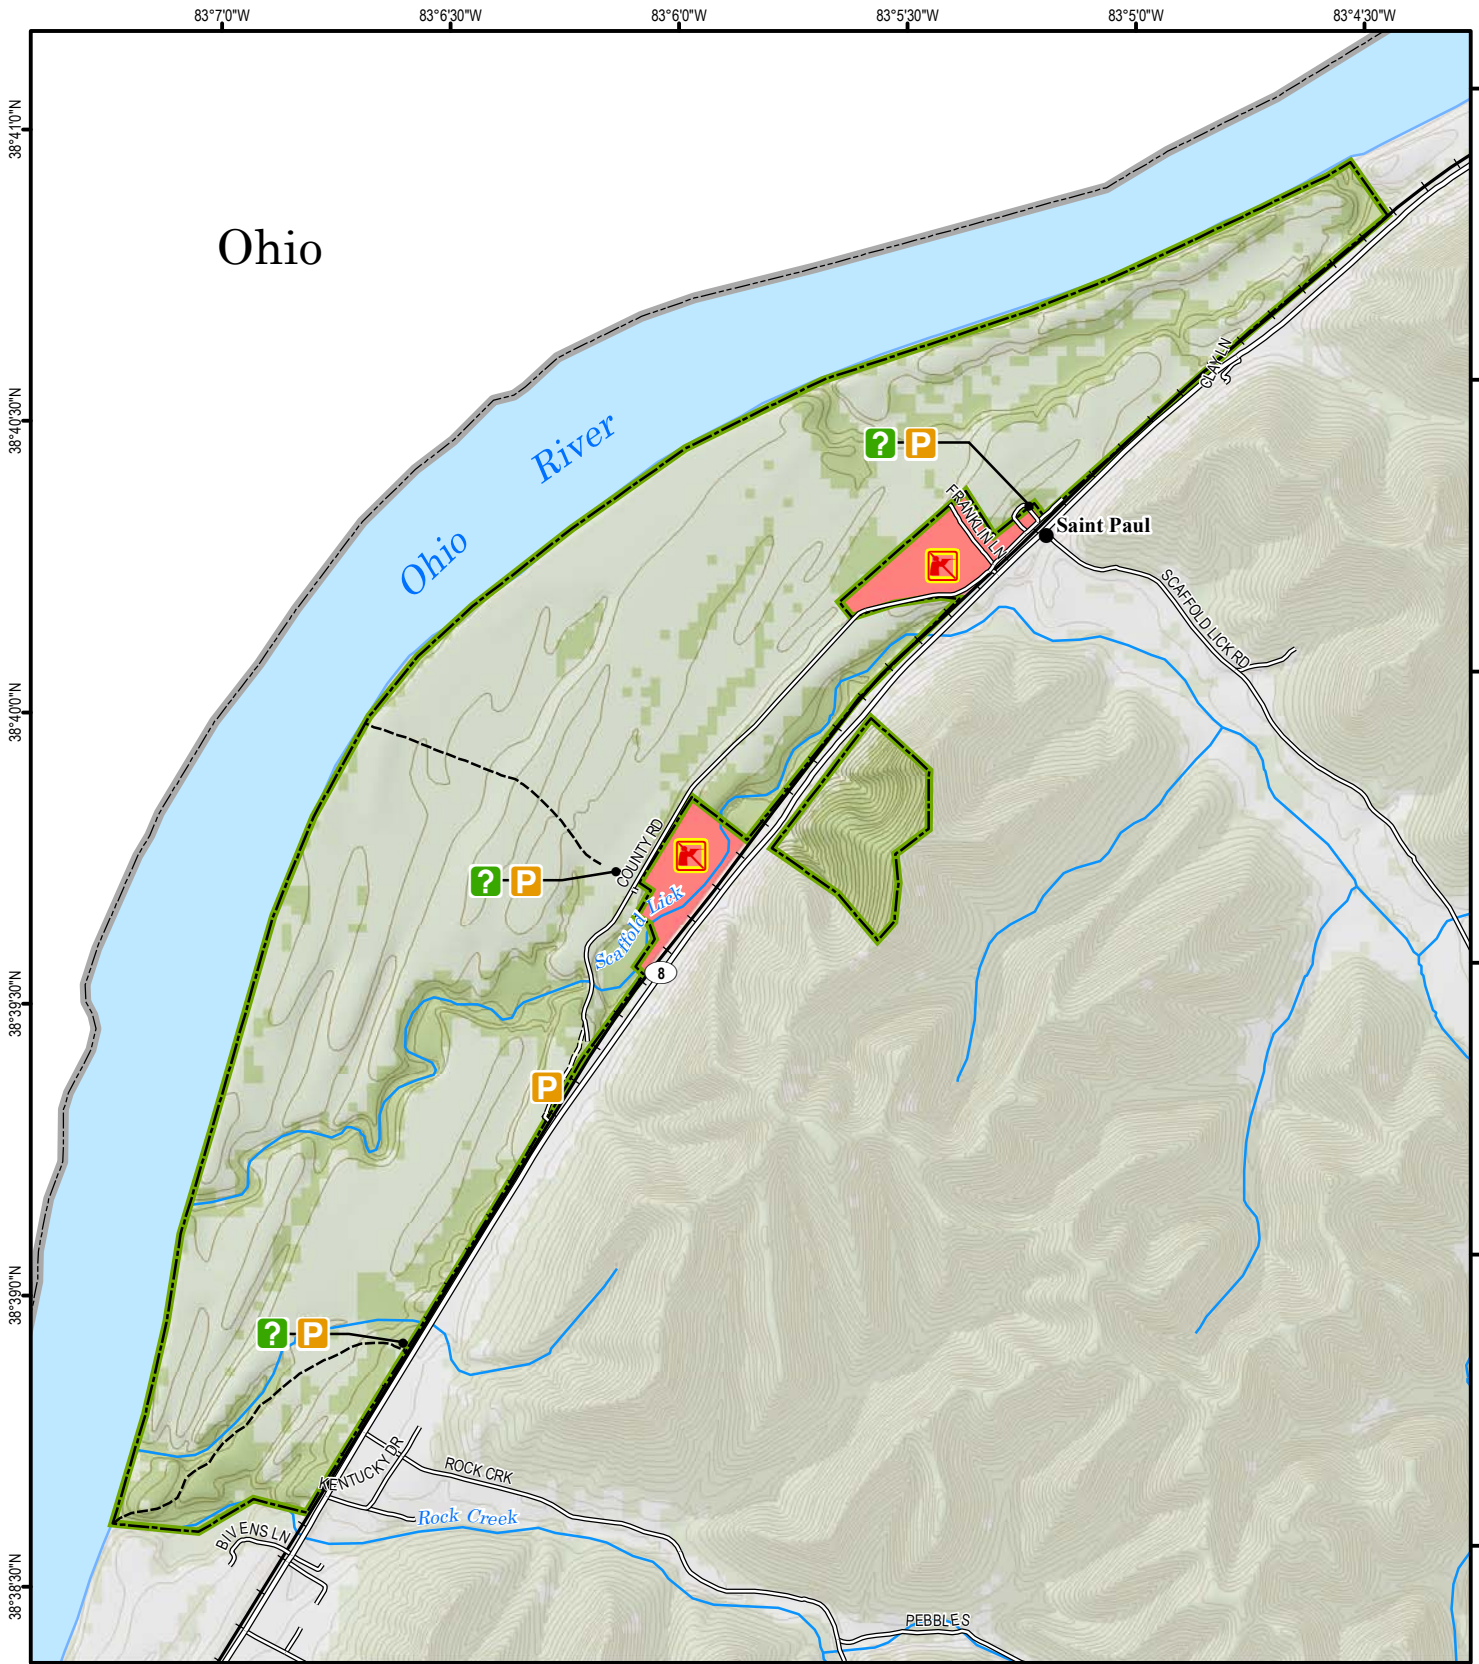 83°7'0"W
83°6'30"W
83°6'0"W
83°5'30"W
83°5'0"W
83°4'30"W
38°41'0"N
Ohio
CLAY LN
38°40'30"N
River
? P
FRANKLIN LN
Saint Paul
Ohio
SCAFFOLD LICK RD
38°40'0"N
COUNTY RD
? P
Scaffold Lick
8
38°39'30"N
P
38°39'0"N
? P
KENTUCKY DR
ROCK CRK
Rock Creek
BIVENS LN
38°38'30"N
PEBBLES